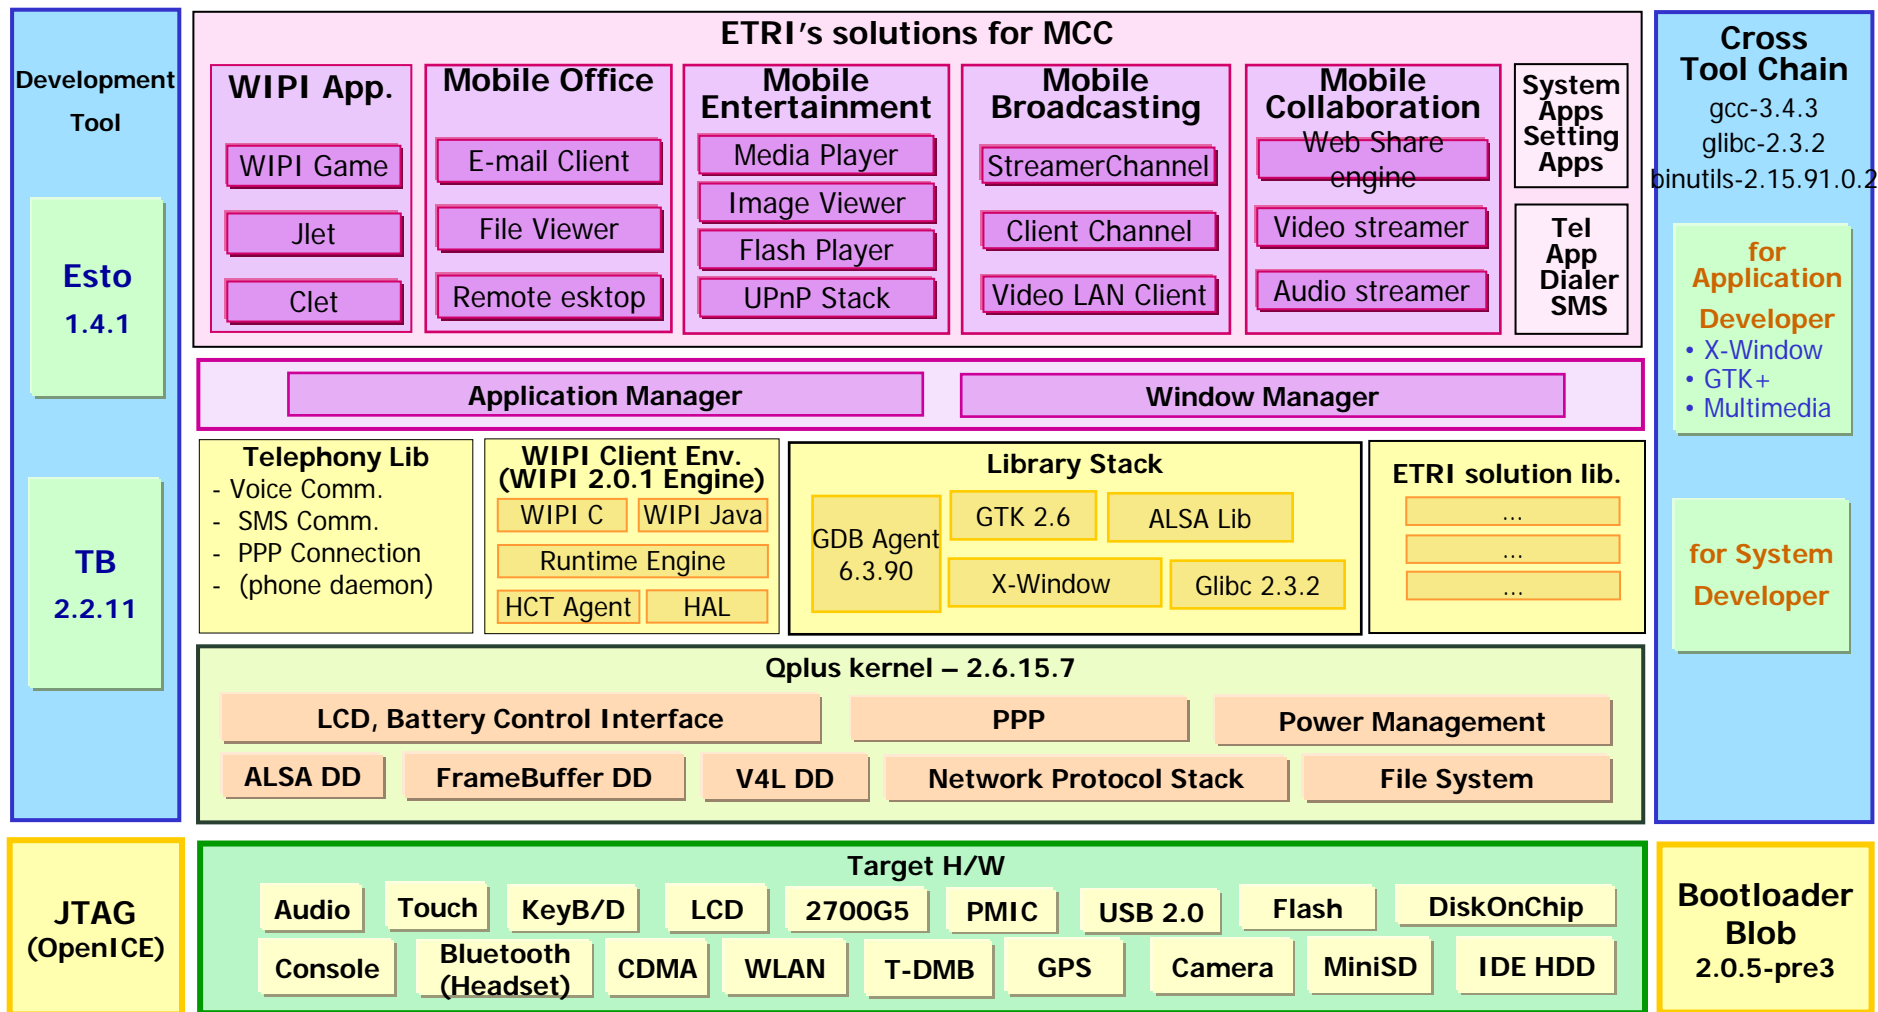 Development
Tool
Esto
1.4.1
TB
2.2.11
ETRI's solutions for MCC
WIPI App.
WIPI Game
Jlet
Clet
Mobile Office
E-mail Client
File Viewer
Remote esktop
Mobile
Entertainment
Media Player
Image Viewer
Flash Player
UPnP Stack
Mobile
Broadcasting
StreamerChannel
Client Channel
Video LAN Client
Mobile
Collaboration
Web Share
engine
Video streamer
Audio streamer
System
Apps
Setting
Apps
Tel
App
Dialer
SMS
Application Manager
Window Manager
Telephony Lib
- Voice Comm.
- SMS Comm.
- PPP Connection
- (phone daemon)
WIPI Client Env.
(WIPI 2.0.1 Engine)
WIPI C
WIPI Java
Runtime Engine
HCT Agent
HAL
Library Stack
GDB Agent
6.3.90
GTK 2.6
ALSA Lib
X-Window
Glibc 2.3.2
ETRI solution lib.
...
...
...
Qplus kernel – 2.6.15.7
LCD, Battery Control Interface
PPP
Power Management
ALSA DD
FrameBuffer DD
V4L DD
Network Protocol Stack
File System
Cross
Tool Chain
gcc-3.4.3
glibc-2.3.2
binutils-2.15.91.0.2
for
Application
Developer
• X-Window
• GTK+
• Multimedia
for System
Developer
JTAG
(OpenICE)
Target H/W
Audio
Touch
KeyB/D
LCD
2700G5
PMIC
USB 2.0
Flash
DiskOnChip
Console
Bluetooth
(Headset)
CDMA
WLAN
T-DMB
GPS
Camera
MiniSD
IDE HDD
Bootloader
Blob
2.0.5-pre3